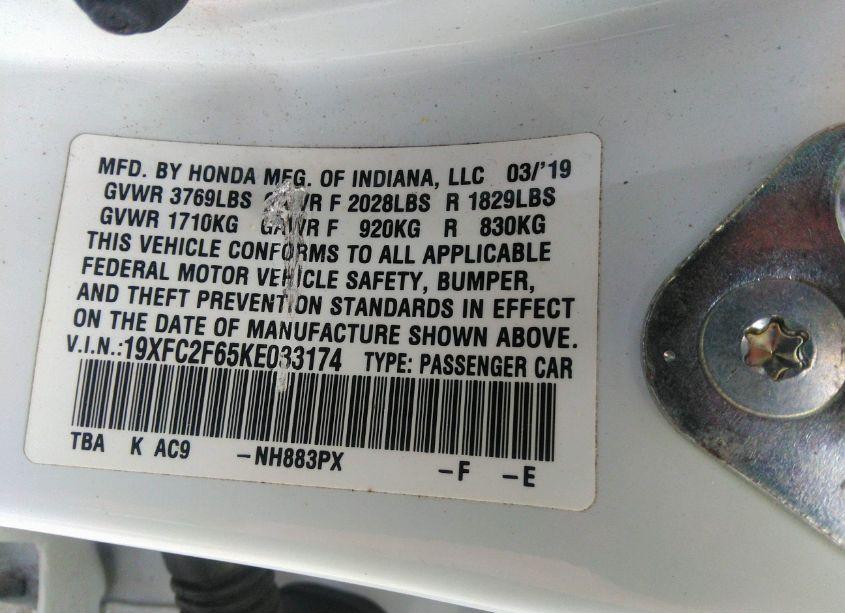 MFD. BY HONDA MFG. OF INDIANA, LLC 03/'19
GVWR 3769LBS GAWR F 2028LBS R 1829LBS
GVWR 1710KG GAWR F 920KG R 830KG
THIS VEHICLE CONFORMS TO ALL APPLICABLE
FEDERAL MOTOR VEHICLE SAFETY, BUMPER,
AND THEFT PREVENTION STANDARDS IN EFFECT
ON THE DATE OF MANUFACTURE SHOWN ABOVE.
V.I.N.:19XFC2F65KE033174 TYPE: PASSENGER CAR
TBA K AC9 -NH883PX -F -E